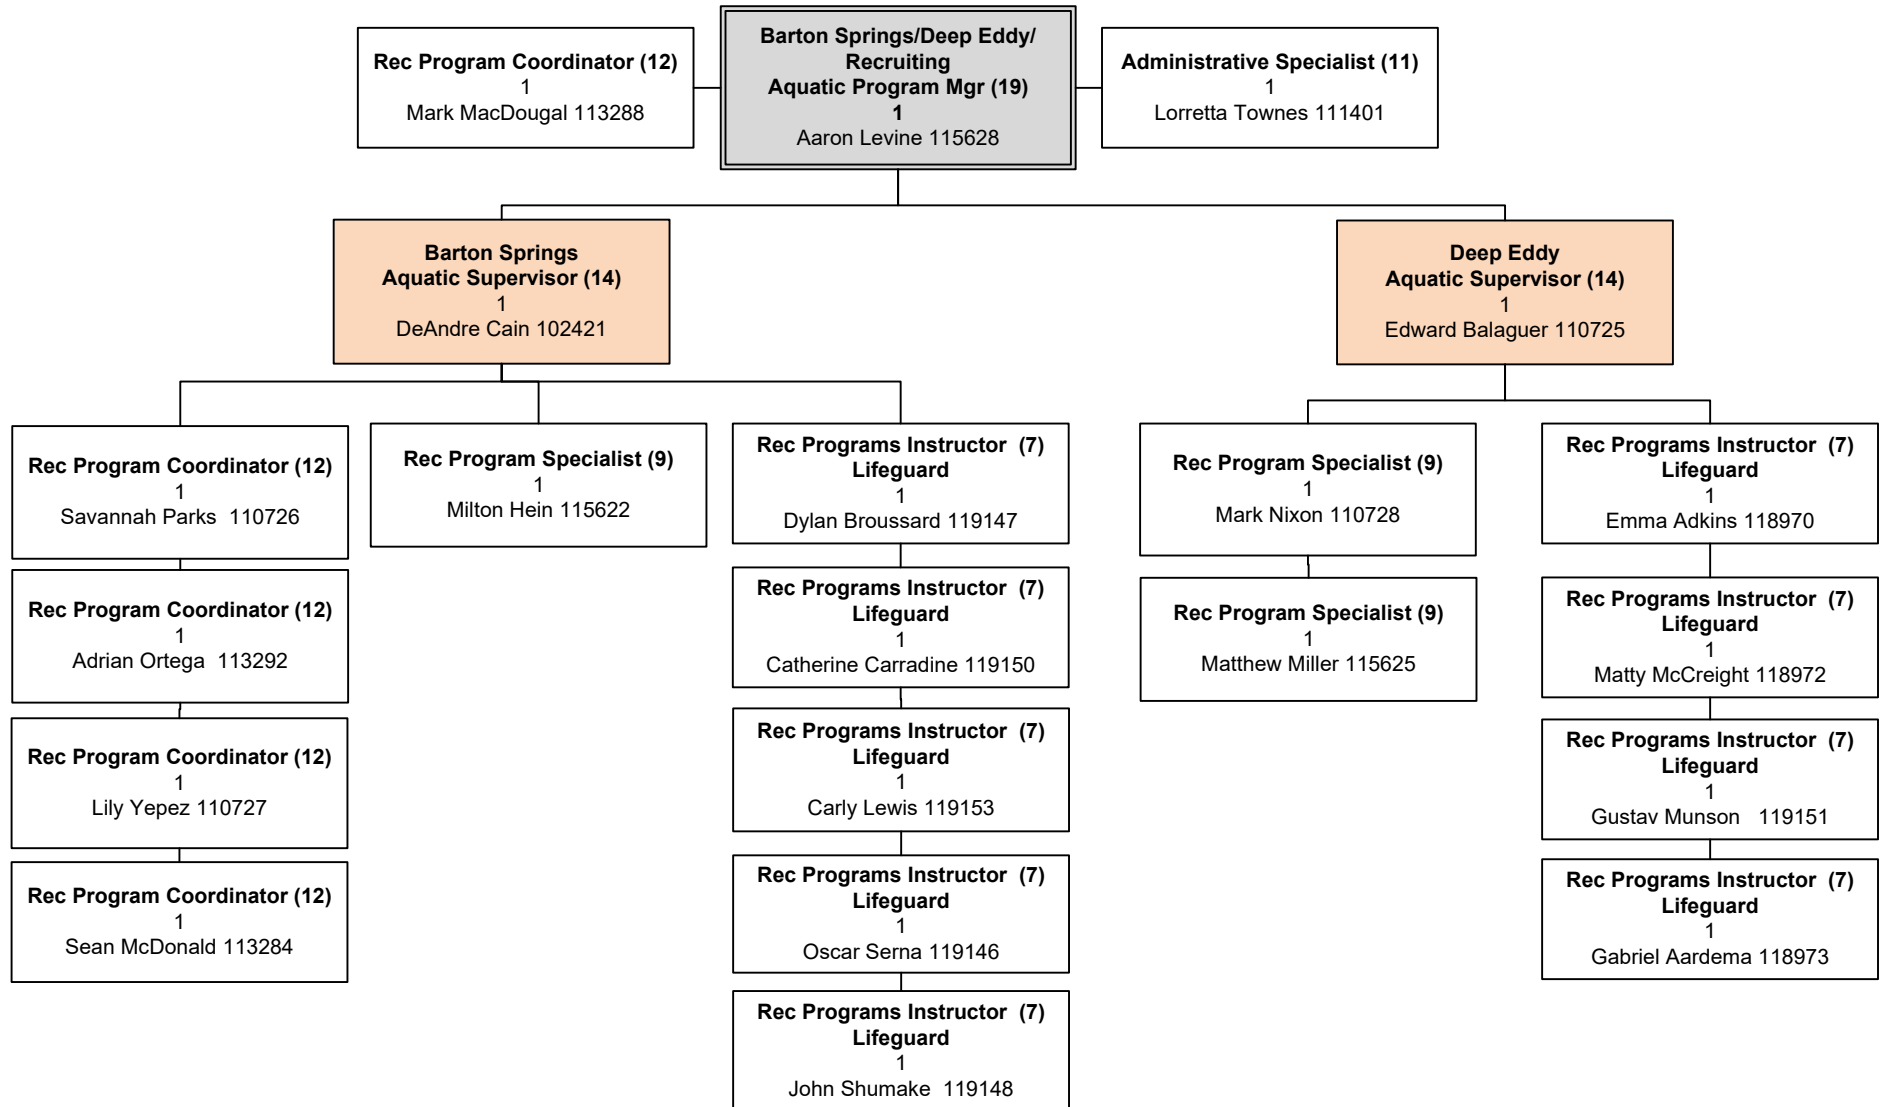 Rec Program Coordinator (12)
1
Mark MacDougal 113288
Barton Springs/Deep Eddy/
Recruiting
Aquatic Program Mgr (19)
1
Aaron Levine 115628
Administrative Specialist (11)
1
Lorretta Townes 111401
Barton Springs
Aquatic Supervisor (14)
1
DeAndre Cain 102421
Deep Eddy
Aquatic Supervisor (14)
1
Edward Balaguer 110725
Rec Program Coordinator (12)
1
Savannah Parks  110726
Rec Program Coordinator (12)
1
Adrian Ortega  113292
Rec Program Coordinator (12)
1
Lily Yepez 110727
Rec Program Coordinator (12)
1
Sean McDonald 113284
Rec Program Specialist (9)
1
Milton Hein 115622
Rec Programs Instructor  (7)
Lifeguard
1
Dylan Broussard 119147
Rec Programs Instructor  (7)
Lifeguard
1
Catherine Carradine 119150
Rec Programs Instructor  (7)
Lifeguard
1
Carly Lewis 119153
Rec Programs Instructor  (7)
Lifeguard
1
Oscar Serna 119146
Rec Programs Instructor  (7)
Lifeguard
1
John Shumake  119148
Rec Program Specialist (9)
1
Mark Nixon 110728
Rec Program Specialist (9)
1
Matthew Miller 115625
Rec Programs Instructor  (7)
Lifeguard
1
Emma Adkins 118970
Rec Programs Instructor  (7)
Lifeguard
1
Matty McCreight 118972
Rec Programs Instructor  (7)
Lifeguard
1
Gustav Munson   119151
Rec Programs Instructor  (7)
Lifeguard
1
Gabriel Aardema 118973